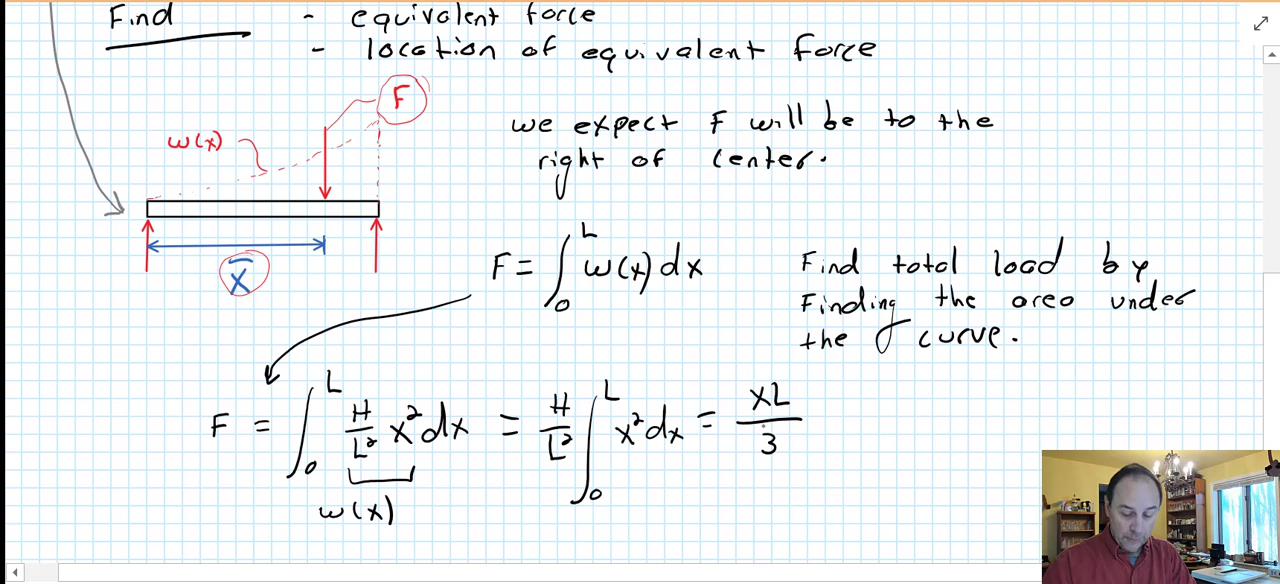 Find
- equivalent force
- location of equivalent force
F
w(x)
we expect F will be to the
right of center.
x̄
F = ∫₀ᴸ w(x) dx
Find total load by
Finding the area under
the curve.
F = ∫₀ᴸ H/L² x² dx = H/L² ∫₀ᴸ x² dx = XL/3
w(x)